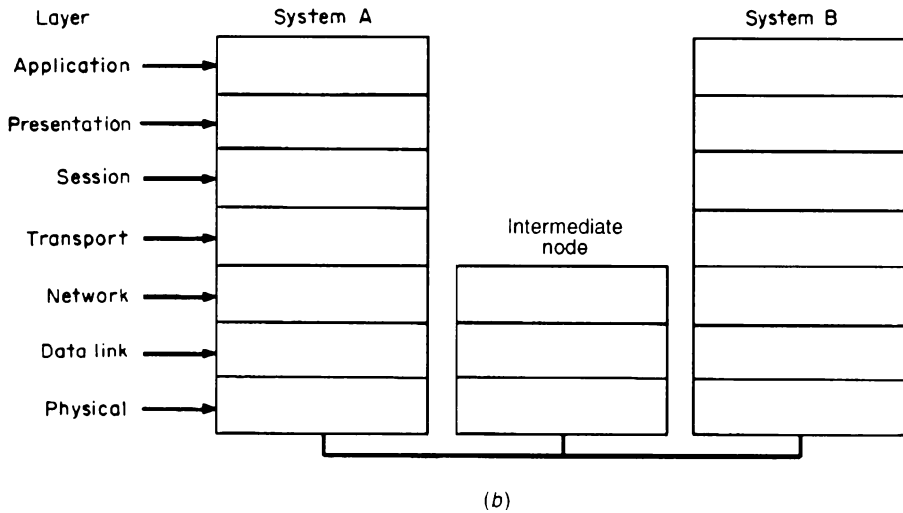 Layer
System A
System B
Application
Presentation
Session
Transport
Intermediate
node
Network
Data link
Physical
(b)